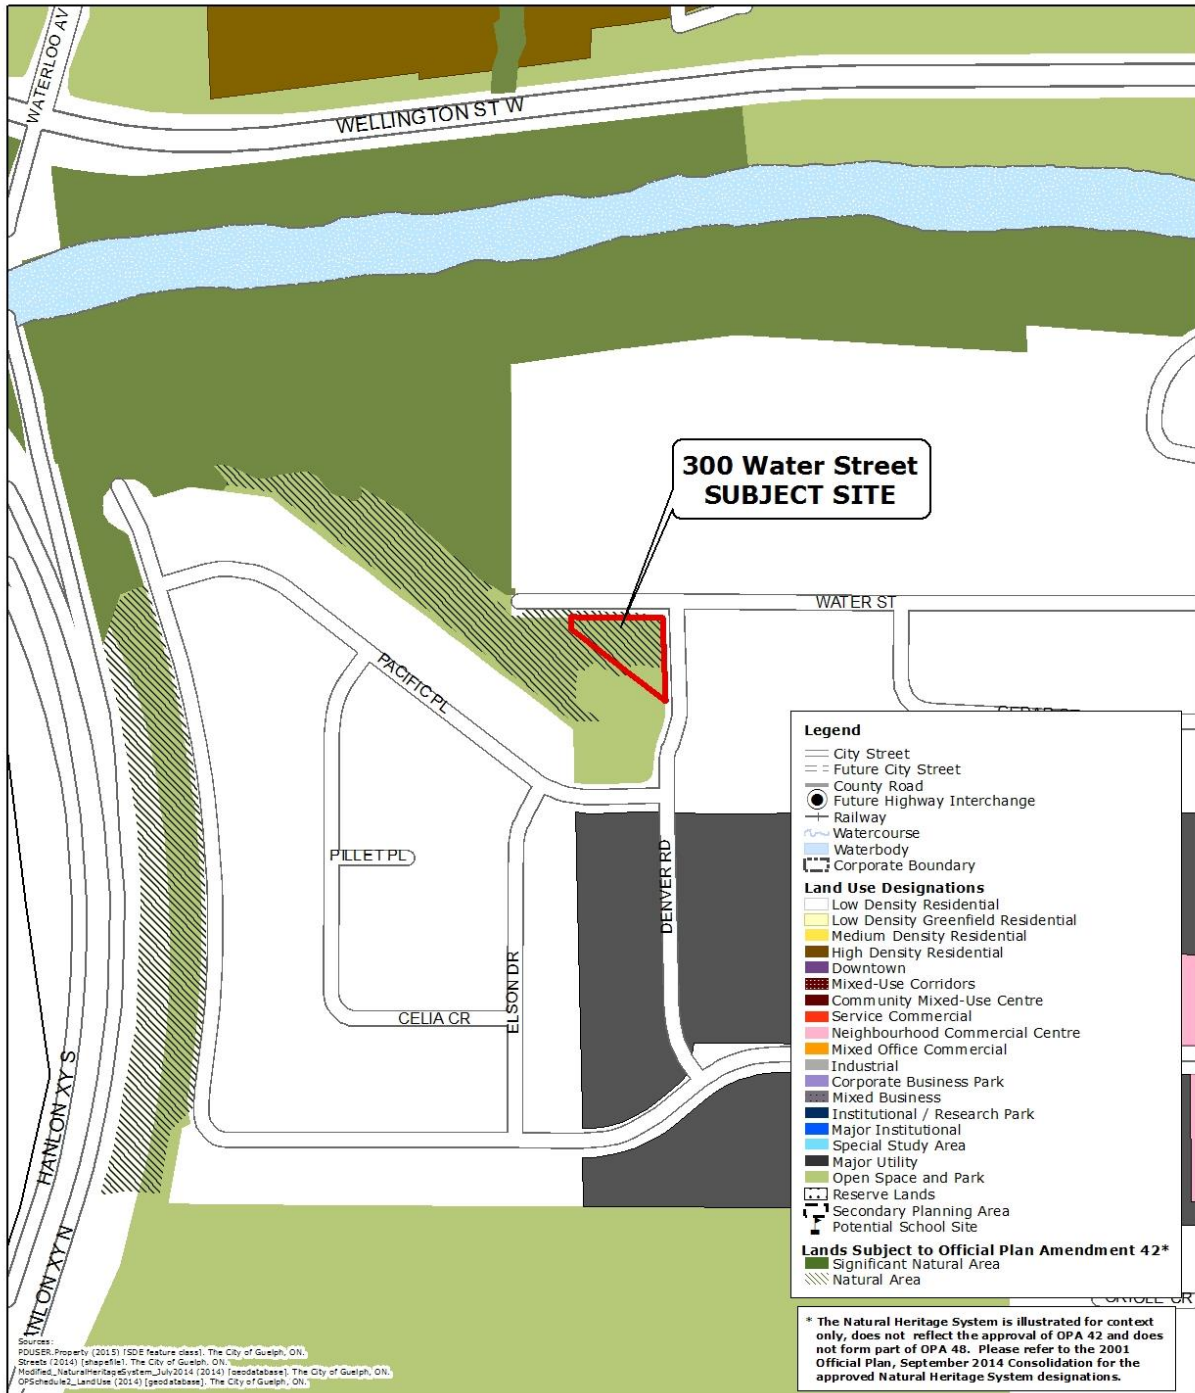 WATERLOO AV
WELLINGTON ST W
300 Water Street
SUBJECT SITE
WATER ST
PACIFIC PL
PILLET PL
DENVER RD
ELSON DR
CELIA CR
HANLON XY S
ANLON XY N
Legend
City Street
Future City Street
County Road
Future Highway Interchange
Railway
Watercourse
Waterbody
Corporate Boundary
Land Use Designations
Low Density Residential
Low Density Greenfield Residential
Medium Density Residential
High Density Residential
Downtown
Mixed-Use Corridors
Community Mixed-Use Centre
Service Commercial
Neighbourhood Commercial Centre
Mixed Office Commercial
Industrial
Corporate Business Park
Mixed Business
Institutional / Research Park
Major Institutional
Special Study Area
Major Utility
Open Space and Park
Reserve Lands
Secondary Planning Area
Potential School Site
Lands Subject to Official Plan Amendment 42*
Significant Natural Area
Natural Area
* The Natural Heritage System is illustrated for context
only, does not reflect the approval of OPA 42 and does
not form part of OPA 48. Please refer to the 2001
Official Plan, September 2014 Consolidation for the
approved Natural Heritage System designations.
Sources:
PDUSER.Property (2015) [SDE feature class]. The City of Guelph, ON.
Streets (2014) [shapefile]. The City of Guelph, ON.
Modified_NaturalHeritageSystem_July2014 (2014) [geodatabase]. The City of Guelph, ON.
OPSchedule2_LandUse (2014) [geodatabase]. The City of Guelph, ON.